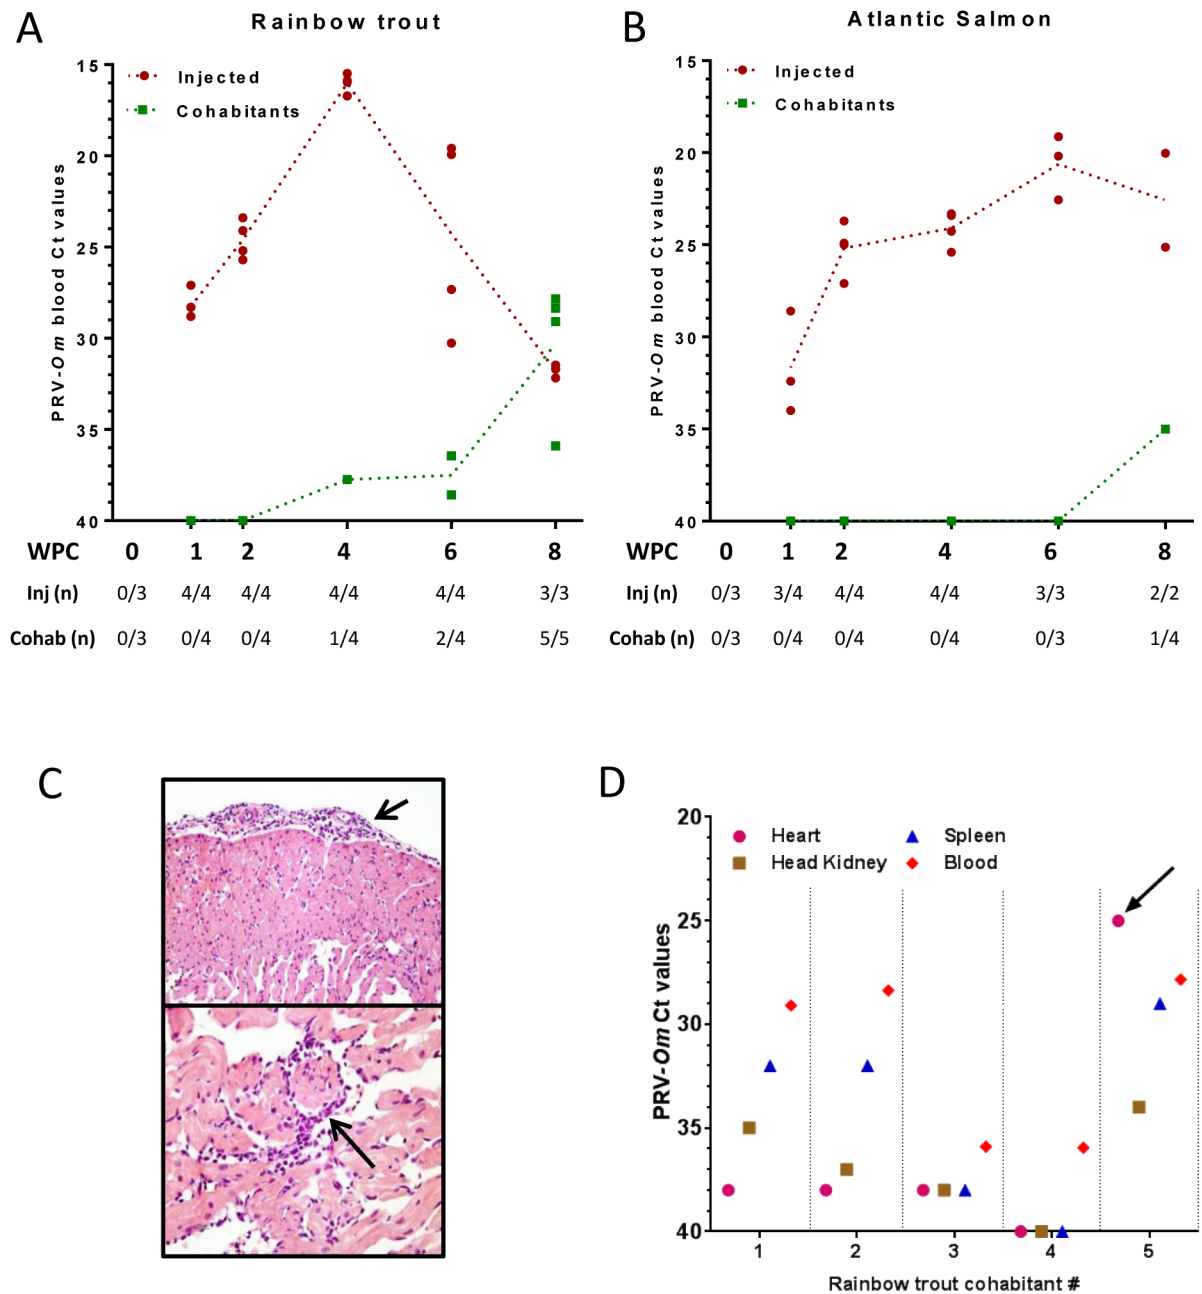 A
Rainbow trout
Injected
Cohabitants
PRV-Om blood Ct values
15
20
25
30
35
40
WPC 0 1 2 4 6 8
Inj (n) 0/3 4/4 4/4 4/4 4/4 3/3
Cohab (n) 0/3 0/4 0/4 1/4 2/4 5/5
B
Atlantic Salmon
Injected
Cohabitants
PRV-Om blood Ct values
15
20
25
30
35
40
WPC 0 1 2 4 6 8
Inj (n) 0/3 3/4 4/4 4/4 3/3 2/2
Cohab (n) 0/3 0/4 0/4 0/4 0/3 1/4
C
D
Heart Spleen
Head Kidney Blood
PRV-Om Ct values
20
25
30
35
40
1 2 3 4 5
Rainbow trout cohabitant #